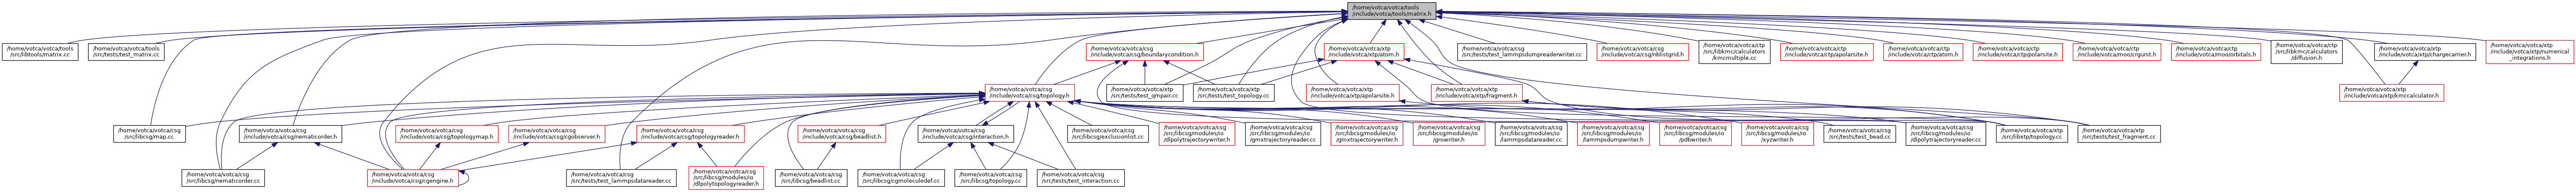 /home/votca/votca/tools
/include/votca/tools/matrix.h
/home/votca/votca/tools
/src/libtools/matrix.cc
/home/votca/votca/tools
/src/tests/test_matrix.cc
/home/votca/votca/csg
/include/votca/csg/boundarycondition.h
/home/votca/votca/xtp
/include/votca/xtp/atom.h
/home/votca/votca/csg
/src/tests/test_lammpsdumpreaderwriter.cc
/home/votca/votca/csg
/include/votca/csg/nblistgrid.h
/home/votca/votca/ctp
/src/libkmc/calculators
/kmcmultiple.cc
/home/votca/votca/ctp
/include/votca/ctp/apolarsite.h
/home/votca/votca/ctp
/include/votca/ctp/atom.h
/home/votca/votca/ctp
/include/votca/ctp/polarsite.h
/home/votca/votca/ctp
/include/votca/moo/crgunit.h
/home/votca/votca/ctp
/include/votca/moo/orbitals.h
/home/votca/votca/ctp
/src/libkmc/calculators
/diffusion.h
/home/votca/votca/xtp
/include/votca/xtp/chargecarrier.h
/home/votca/votca/xtp
/include/votca/xtp/numerical
_integrations.h
/home/votca/votca/csg
/include/votca/csg/topology.h
/home/votca/votca/xtp
/src/tests/test_qmpair.cc
/home/votca/votca/csg
/src/tests/test_topology.cc
/home/votca/votca/xtp
/include/votca/xtp/apolarsite.h
/home/votca/votca/xtp
/include/votca/xtp/fragment.h
/home/votca/votca/xtp
/include/votca/xtp/kmccalculator.h
/home/votca/votca/csg
/src/libcsg/map.cc
/home/votca/votca/csg
/include/votca/csg/nematicorder.h
/home/votca/votca/csg
/include/votca/csg/topologymap.h
/home/votca/votca/csg
/include/votca/csg/cgobserver.h
/home/votca/votca/csg
/include/votca/csg/topologyreader.h
/home/votca/votca/csg
/include/votca/csg/beadlist.h
/home/votca/votca/csg
/include/votca/csg/interaction.h
/home/votca/votca/csg
/src/libcsg/exclusionlist.cc
/home/votca/votca/csg
/src/libcsg/modules/io
/dlpolytrajectorywriter.h
/home/votca/votca/csg
/src/libcsg/modules/io
/gmxtrajectoryreader.cc
/home/votca/votca/csg
/src/libcsg/modules/io
/gmxtrajectorywriter.h
/home/votca/votca/csg
/src/libcsg/modules/io
/growriter.h
/home/votca/votca/csg
/src/libcsg/modules/io
/lammpsdatareader.cc
/home/votca/votca/csg
/src/libcsg/modules/io
/lammpsdumpwriter.h
/home/votca/votca/csg
/src/libcsg/modules/io
/pdbwriter.h
/home/votca/votca/csg
/src/libcsg/modules/io
/xyzwriter.h
/home/votca/votca/csg
/src/tests/test_bead.cc
/home/votca/votca/csg
/src/libcsg/modules/io
/dlpolytrajectoryreader.cc
/home/votca/votca/xtp
/src/libxtp/topology.cc
/home/votca/votca/xtp
/src/tests/test_fragment.cc
/home/votca/votca/csg
/src/libcsg/nematicorder.cc
/home/votca/votca/csg
/include/votca/csg/cgengine.h
/home/votca/votca/csg
/src/tests/test_lammpsdatareader.cc
/home/votca/votca/csg
/src/libcsg/modules/io
/dlpolytopologyreader.h
/home/votca/votca/csg
/src/libcsg/beadlist.cc
/home/votca/votca/csg
/src/libcsg/cgmoleculedef.cc
/home/votca/votca/csg
/src/libcsg/topology.cc
/home/votca/votca/csg
/src/tests/test_interaction.cc